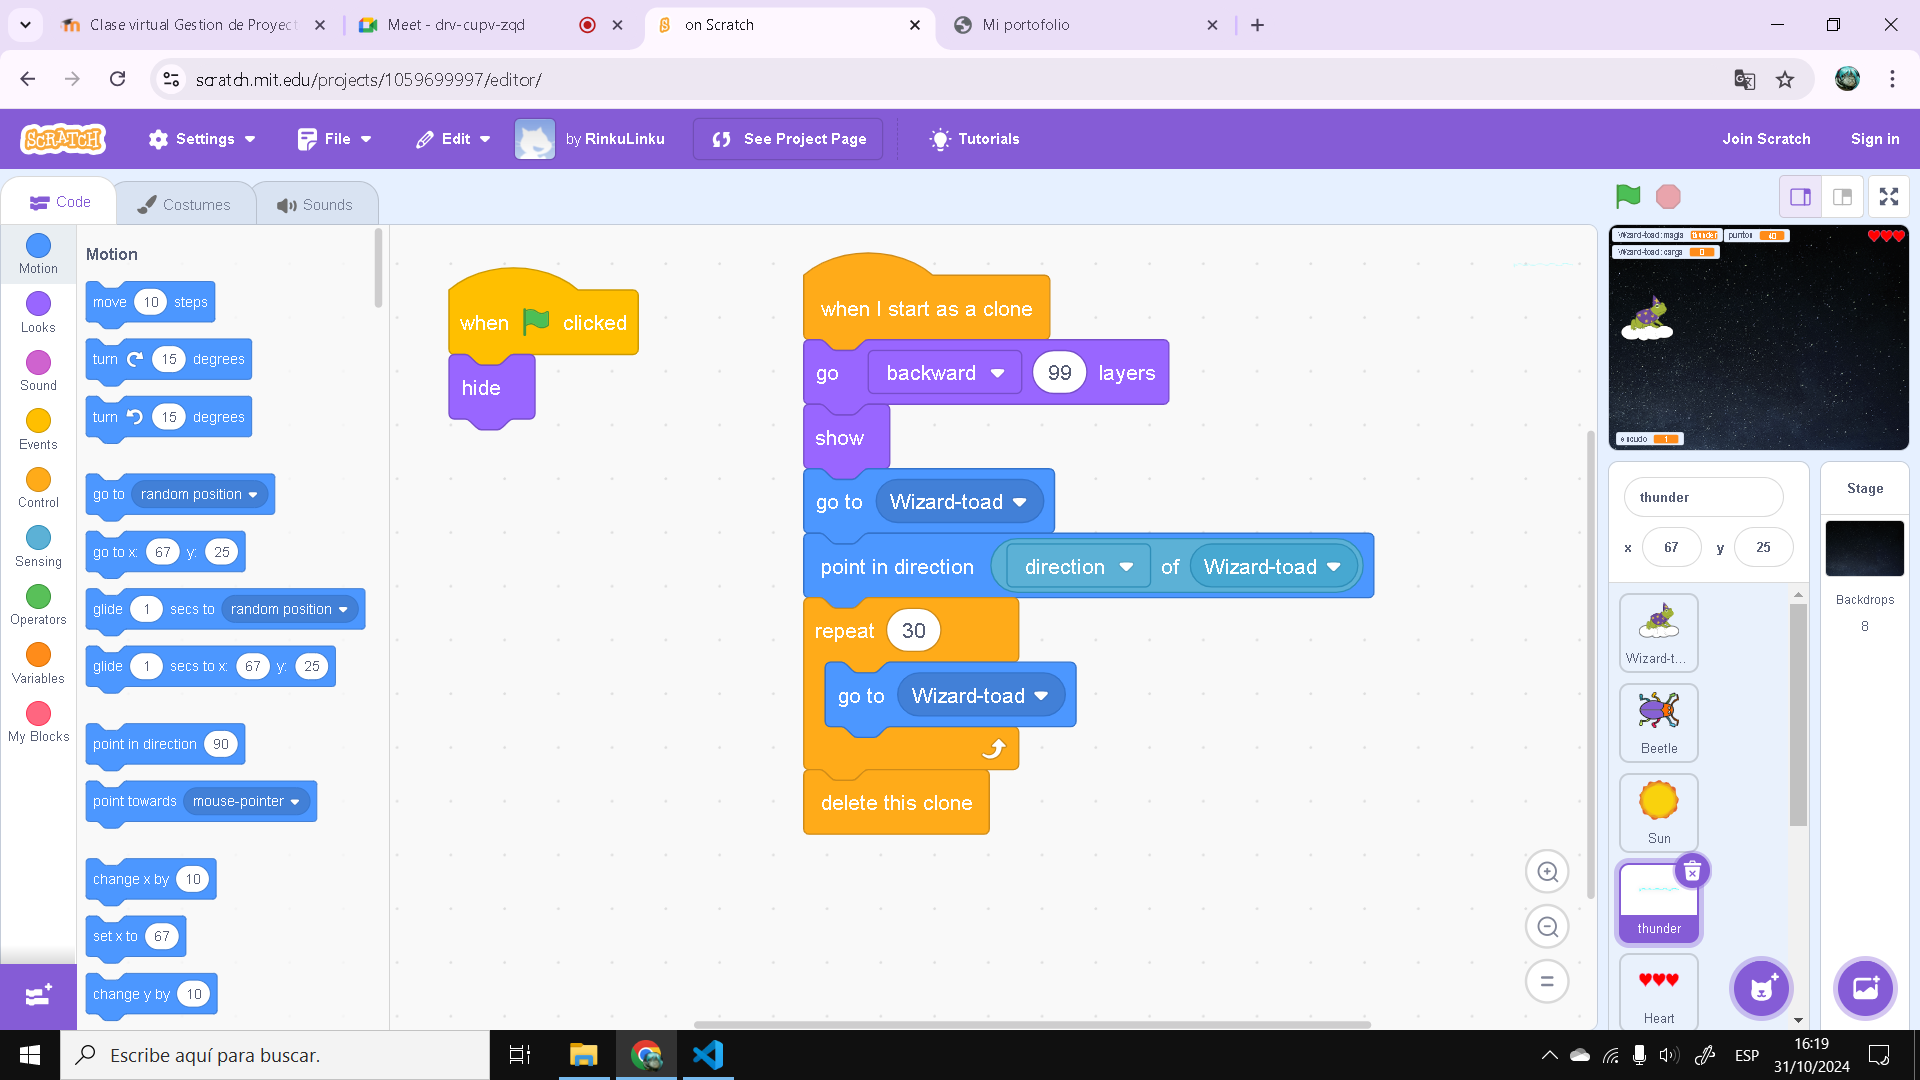 Clase virtual Gestion de Proyect
Meet - drv-cupv-zqd
on Scratch
Mi portofolio
scratch.mit.edu/projects/1059699997/editor/
SCRATCH
Settings
File
Edit
by RinkuLinku
See Project Page
Tutorials
Join Scratch
Sign in
Code
Costumes
Sounds
Motion
Looks
Sound
Events
Control
Sensing
Operators
Variables
My Blocks
Motion
move 10 steps
turn 15 degrees
turn 15 degrees
go to random position
go to x: 67 y: 25
glide 1 secs to random position
glide 1 secs to x: 67 y: 25
point in direction 90
point towards mouse-pointer
change x by 10
set x to 67
change y by 10
when clicked
hide
when I start as a clone
go backward 99 layers
show
go to Wizard-toad
point in direction direction of Wizard-toad
repeat 30
go to Wizard-toad
delete this clone
Wizard-toad: magia thunder
punton 40
Wizard-toad: carga 0
escudo 1
thunder
x 67 y 25
Wizard-t...
Beetle
Sun
thunder
Heart
Stage
Backdrops
8
Escribe aquí para buscar.
ESP
16:19
31/10/2024